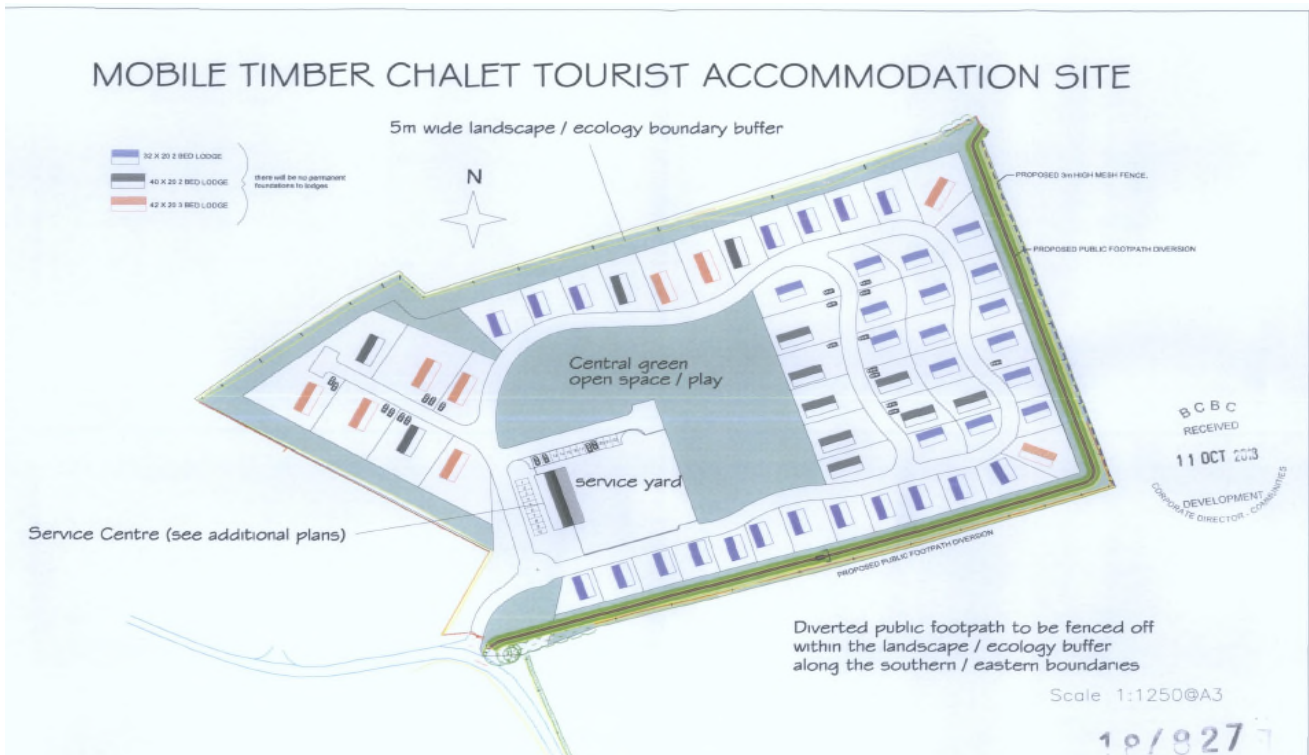 MOBILE TIMBER CHALET TOURIST ACCOMMODATION SITE
5m wide landscape / ecology boundary buffer
32 X 20 2 BED LODGE
40 X 20 2 BED LODGE
42 X 20 3 BED LODGE
there will be no permanent
foundations to lodges
N
PROPOSED 3m HIGH MESH FENCE.
PROPOSED PUBLIC FOOTPATH DIVERSION
Central green
open space / play
service yard
Service Centre (see additional plans)
BCBC
RECEIVED
11 OCT
DEVELOPMENT
CORPORATE DIRECTOR - COMMUNITIES
PROPOSED PUBLIC FOOTPATH DIVERSION
Diverted public footpath to be fenced off
within the landscape / ecology buffer
along the southern / eastern boundaries
Scale 1:1250@A3